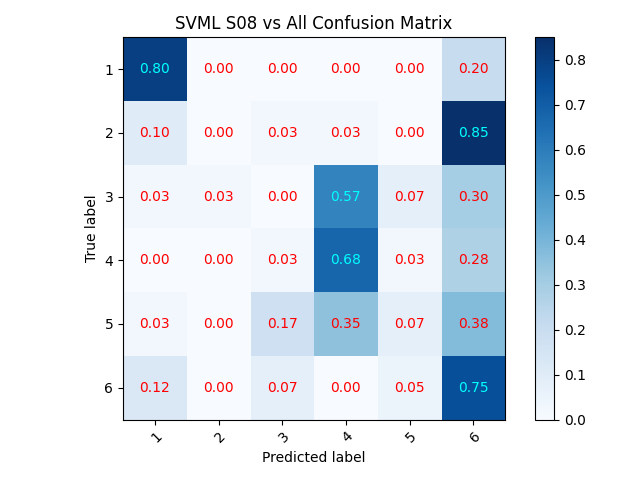 SVML S08 vs All Confusion Matrix
True label
1 0.80 0.00 0.00 0.00 0.00 0.20
2 0.10 0.00 0.03 0.03 0.00 0.85
3 0.03 0.03 0.00 0.57 0.07 0.30
4 0.00 0.00 0.03 0.68 0.03 0.28
5 0.03 0.00 0.17 0.35 0.07 0.38
6 0.12 0.00 0.07 0.00 0.05 0.75
1 2 3 4 5 6
Predicted label
0.8
0.7
0.6
0.5
0.4
0.3
0.2
0.1
0.0